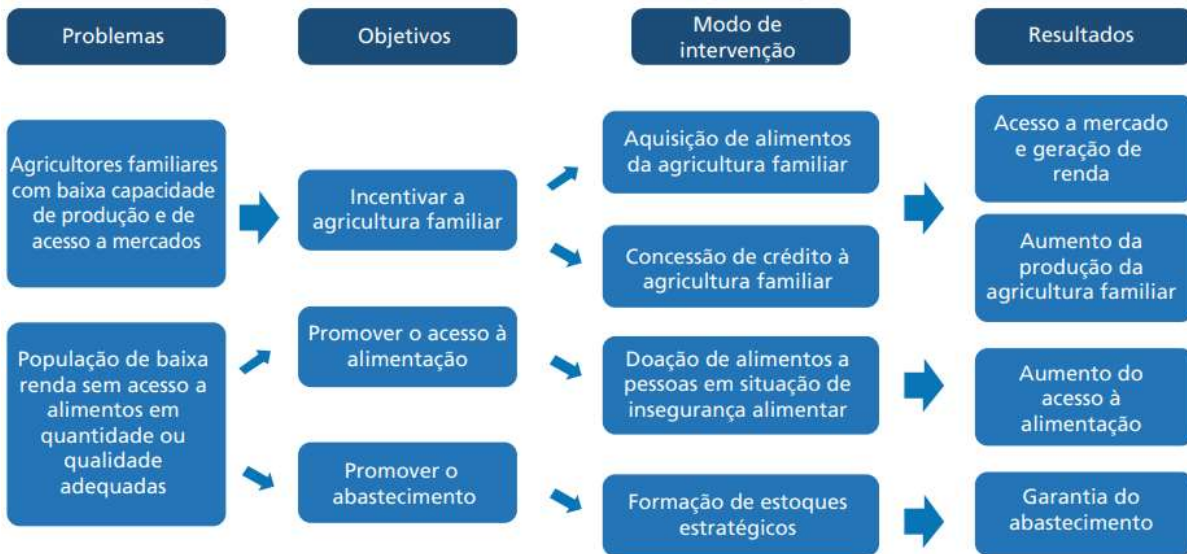 Problemas
Objetivos
Modo de
intervenção
Resultados
Agricultores familiares
com baixa capacidade
de produção e de
acesso a mercados
Incentivar a
agricultura familiar
Aquisição de alimentos
da agricultura familiar
Concessão de crédito à
agricultura familiar
Acesso a mercado
e geração de
renda
Aumento da
produção da
agricultura familiar
População de baixa
renda sem acesso a
alimentos em
quantidade ou
qualidade
adequadas
Promover o acesso à
alimentação
Doação de alimentos a
pessoas em situação de
insegurança alimentar
Aumento do
acesso à
alimentação
Promover o
abastecimento
Formação de estoques
estratégicos
Garantia do
abastecimento